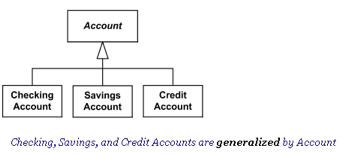 Account
Checking
Account
Savings
Account
Credit
Account
Checking, Savings, and Credit Accounts are generalized by Account